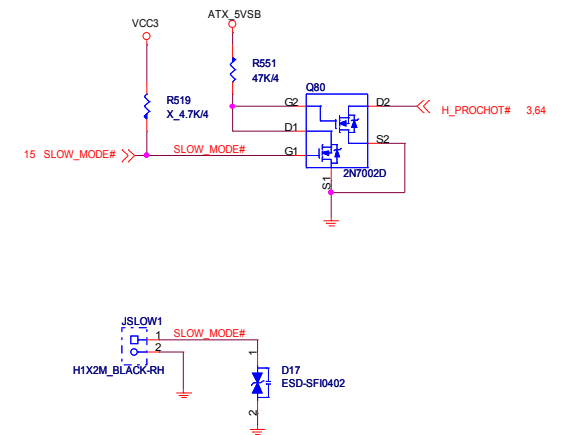 ATX_5VSB
VCC3
R551
47K/4
Q80
R519
X_4.7K/4
G2
D2
H_PROCHOT# 3,64
D1
S2
15 SLOW_MODE#
SLOW_MODE#
G1
2N7002D
S1
JSLOW1
SLOW_MODE#
1
2
1
H1X2M_BLACK-RH
D17
ESD-SFI0402
2